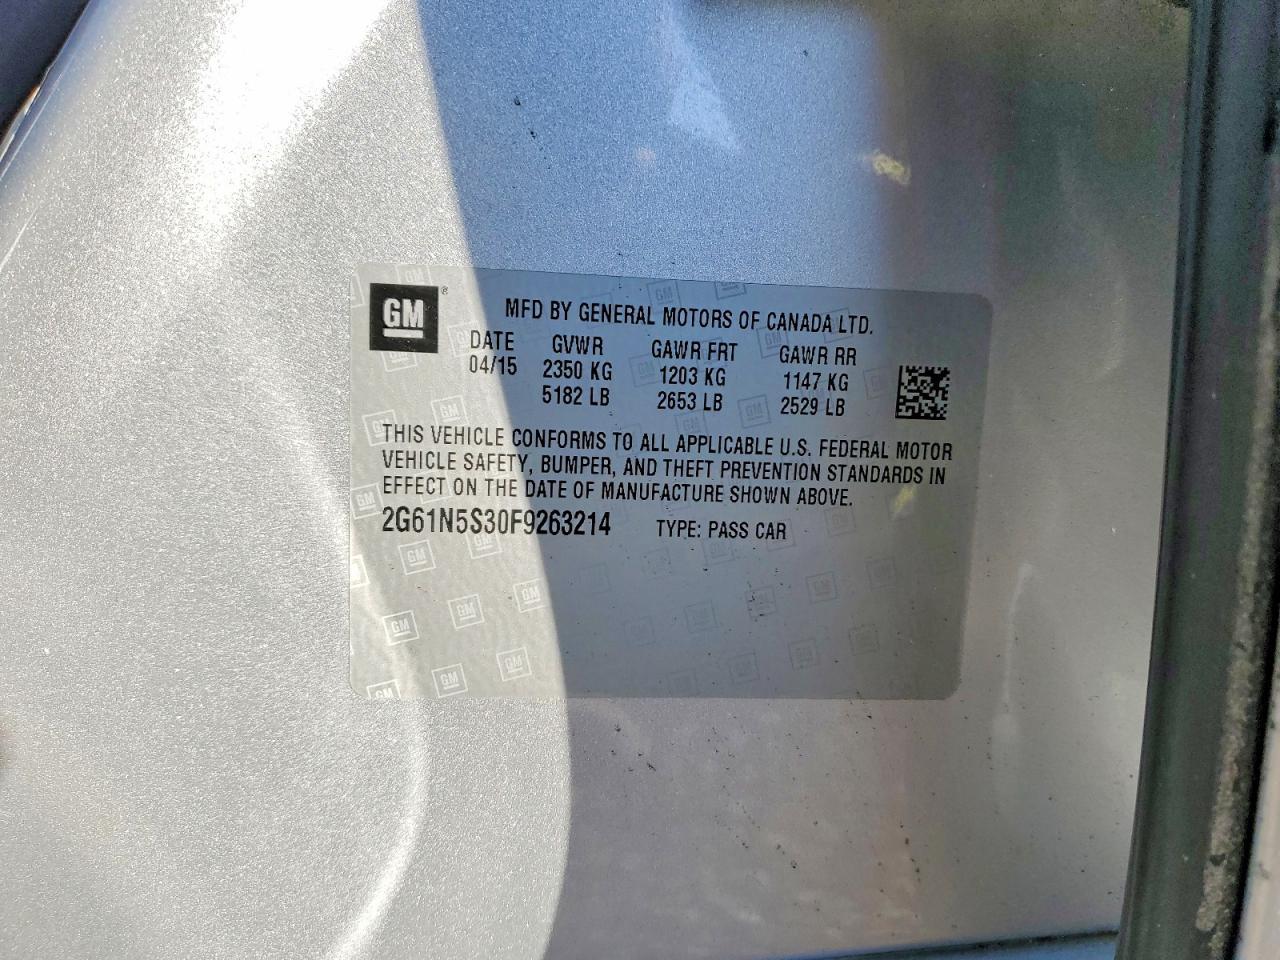 GM ®
MFD BY GENERAL MOTORS OF CANADA LTD.
DATE GVWR GAWR FRT GAWR RR
04/15 2350 KG 1203 KG 1147 KG
5182 LB 2653 LB 2529 LB
THIS VEHICLE CONFORMS TO ALL APPLICABLE U.S. FEDERAL MOTOR
VEHICLE SAFETY, BUMPER, AND THEFT PREVENTION STANDARDS IN
EFFECT ON THE DATE OF MANUFACTURE SHOWN ABOVE.
2G61N5S30F9263214 TYPE: PASS CAR